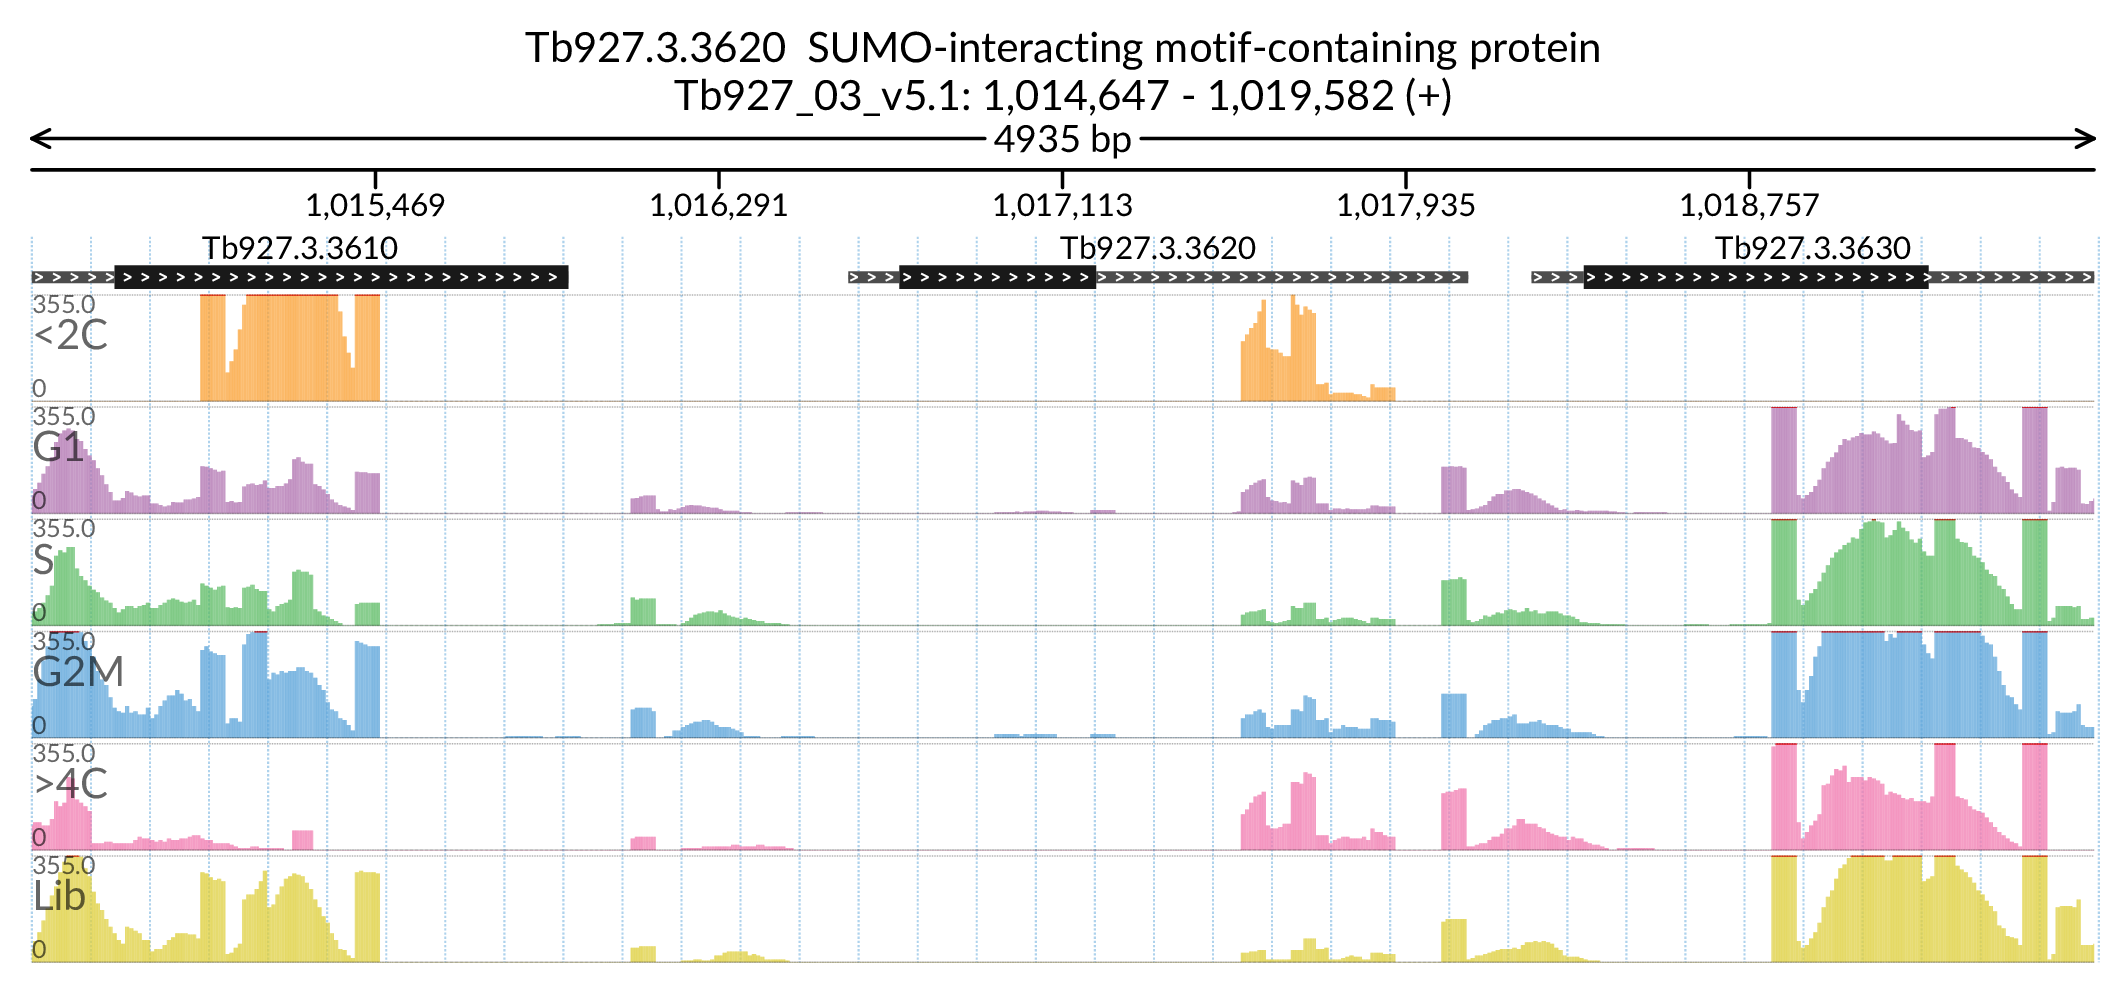 Tb927.3.3620  SUMO-interacting motif-containing protein
Tb927_03_v5.1: 1,014,647 - 1,019,582 (+)
4935 bp
1,015,469 1,016,291 1,017,113 1,017,935 1,018,757
Tb927.3.3610 Tb927.3.3620 Tb927.3.3630
355.0
<2C
0
355.0
G1
0
355.0
S
0
355.0
G2M
0
355.0
>4C
0
355.0
Lib
0